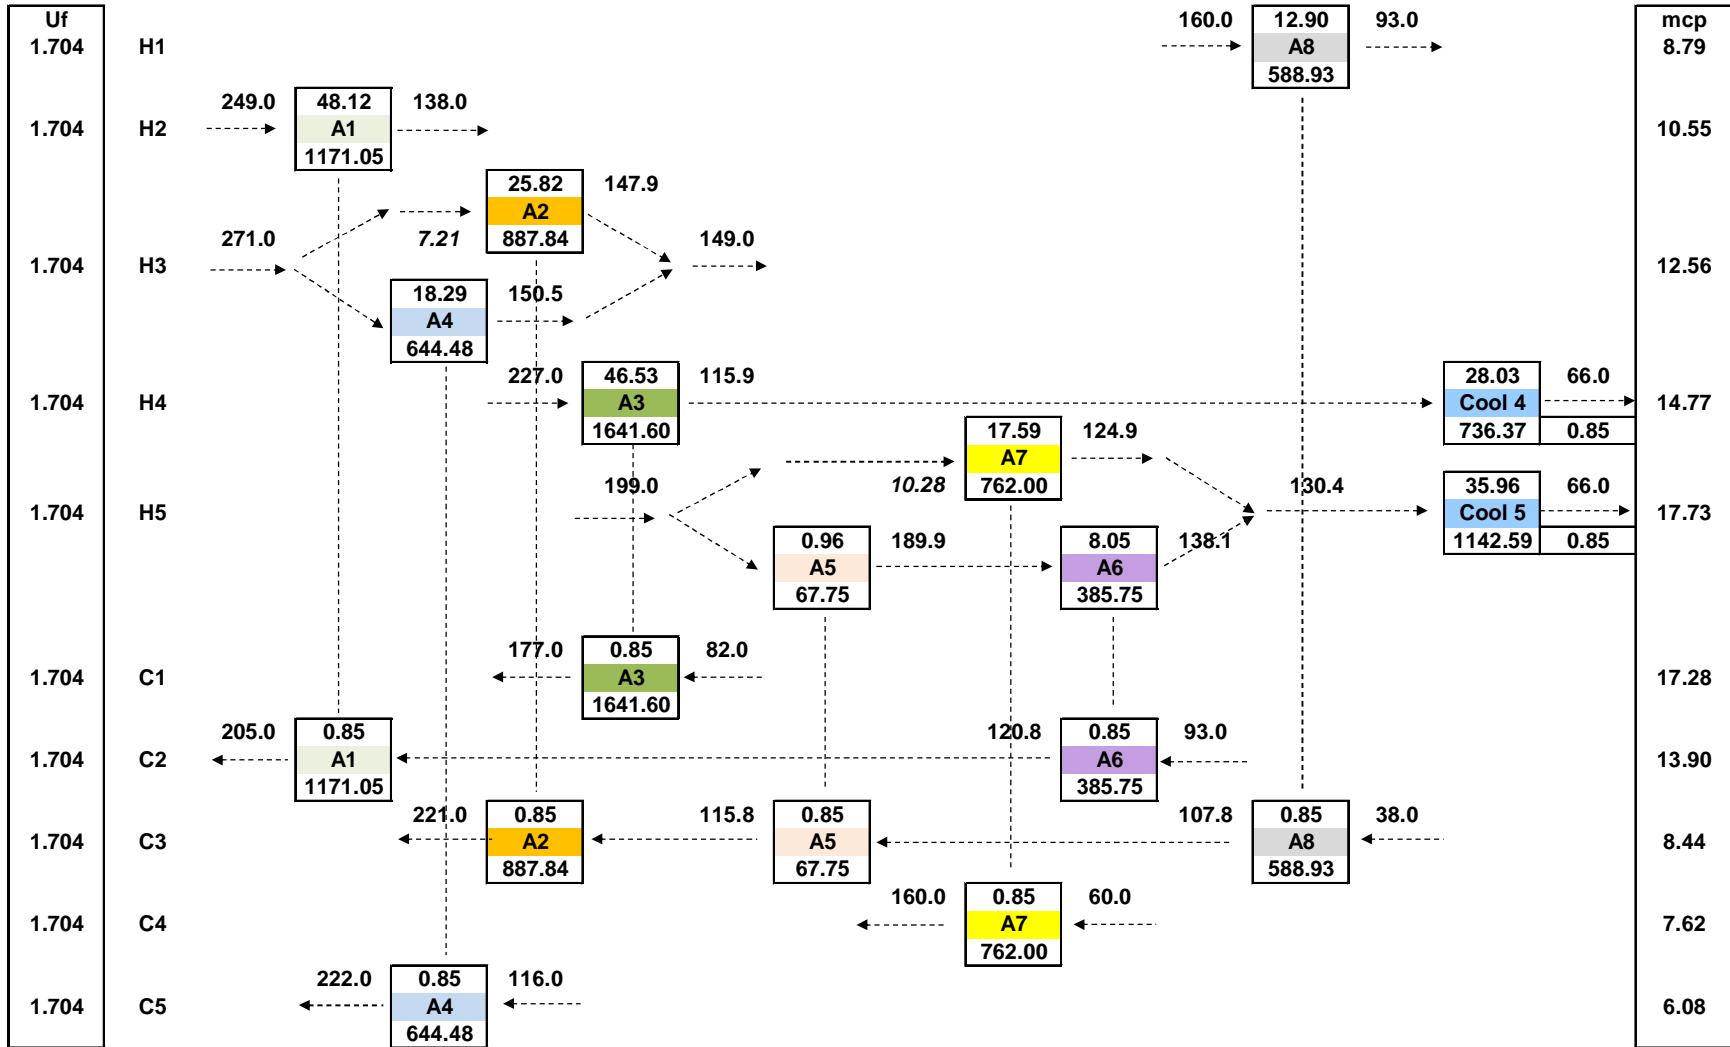 Uf
mcp
160.0 12.90 93.0
1.704 H1 A8 8.79
588.93
249.0 48.12 138.0
1.704 H2 A1 10.55
1171.05
25.82 147.9
A2
271.0 7.21 887.84 149.0
1.704 H3 12.56
18.29 150.5
A4
644.48
227.0 46.53 115.9 28.03 66.0
1.704 H4 A3 Cool 4 14.77
1641.60 736.37 0.85
17.59 124.9
A7
199.0 10.28 762.00 130.4 35.96 66.0
1.704 H5 Cool 5 17.73
0.96 189.9 8.05 138.1 1142.59 0.85
A5 A6
67.75 385.75
177.0 0.85 82.0
1.704 C1 A3 17.28
1641.60
205.0 0.85 120.8 0.85 93.0
1.704 C2 A1 A6 13.90
1171.05 385.75
221.0 0.85 115.8 0.85 107.8 0.85 38.0
1.704 C3 A2 A5 A8 8.44
887.84 67.75 588.93
160.0 0.85 60.0
1.704 C4 A7 7.62
762.00
222.0 0.85 116.0
1.704 C5 A4 6.08
644.48